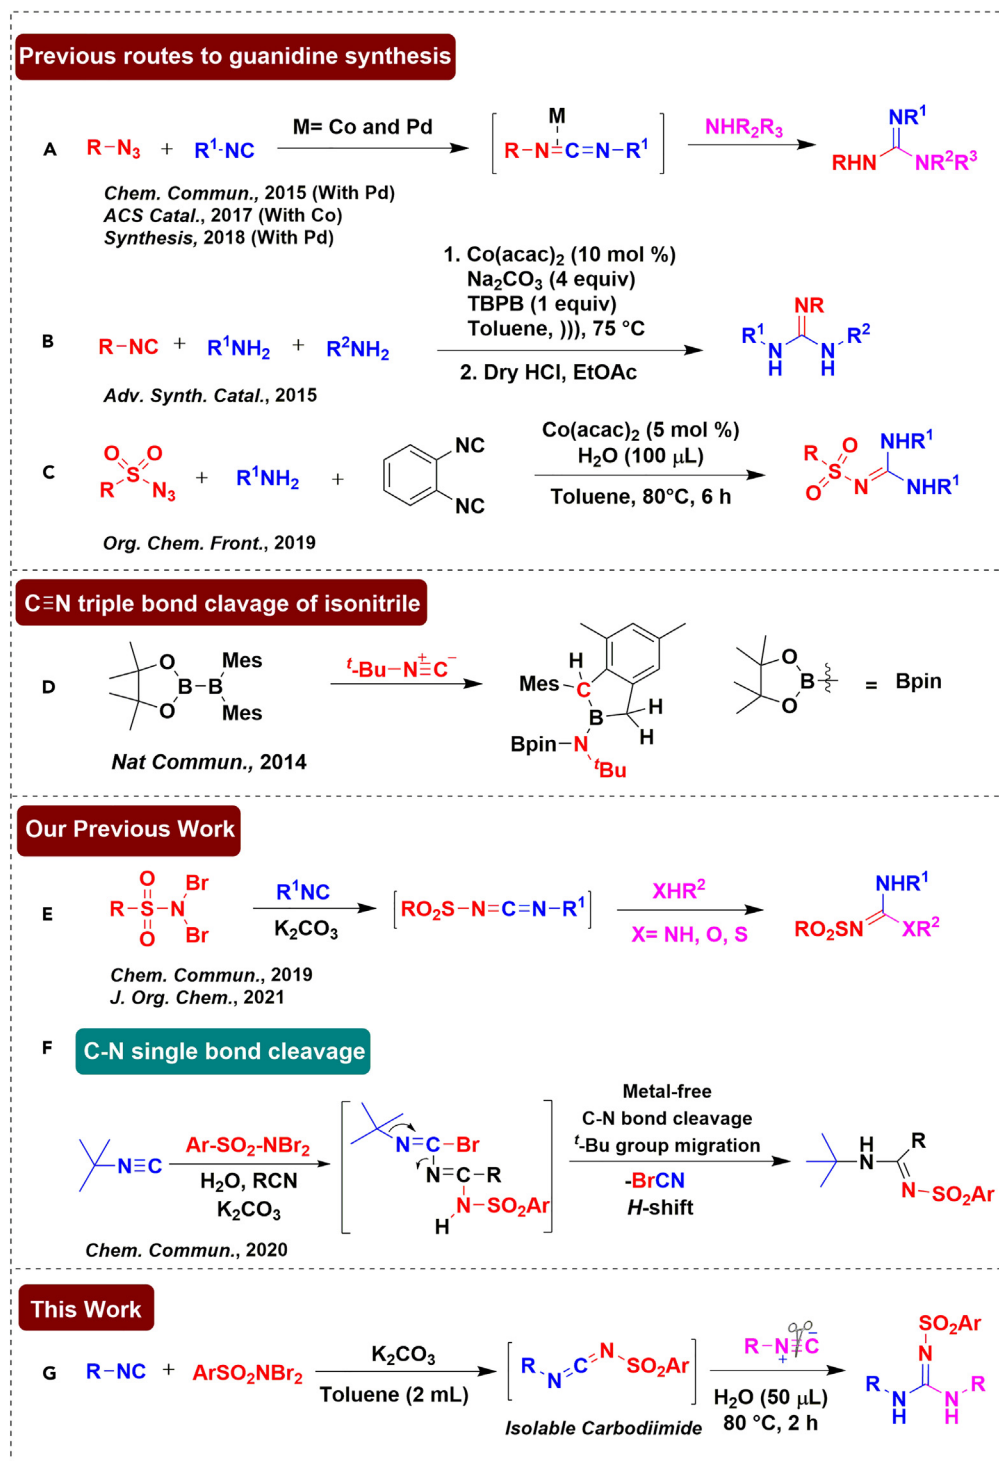 Previous routes to guanidine synthesis
A
R–N3 + R1-NC
M= Co and Pd
M
R–N=C=N–R1
NHR2R3
NR1
RHN NR2R3
Chem. Commun., 2015 (With Pd)
ACS Catal., 2017 (With Co)
Synthesis, 2018 (With Pd)
B
R–NC + R1NH2 + R2NH2
1. Co(acac)2 (10 mol %)
Na2CO3 (4 equiv)
TBPB (1 equiv)
Toluene, ))), 75 °C
2. Dry HCl, EtOAc
NR
R1 N H N H R2
Adv. Synth. Catal., 2015
C
O O
R S N3
+ R1NH2 +
NC
NC
Co(acac)2 (5 mol %)
H2O (100 µL)
Toluene, 80°C, 6 h
R O NHR1
S
O N NHR1
Org. Chem. Front., 2019
C≡N triple bond clavage of isonitrile
D
O Mes
B–B
O Mes
t-Bu–N+≡C−
H
Mes C
B H
H
Bpin–N
tBu
O
B
O
= Bpin
Nat Commun., 2014
Our Previous Work
E
O Br
R–S–N
O Br
R1NC
K2CO3
RO2S–N=C=N–R1
XHR2
X= NH, O, S
NHR1
RO2SN XR2
Chem. Commun., 2019
J. Org. Chem., 2021
F
C-N single bond cleavage
N≡C
Ar-SO2-NBr2
H2O, RCN
K2CO3
N=C–Br
N C–R
N–SO2Ar
H
Metal-free
C-N bond cleavage
t-Bu group migration
-BrCN
H-shift
H R
N
N–SO2Ar
Chem. Commun., 2020
This Work
G
R–NC + ArSO2NBr2
K2CO3
Toluene (2 mL)
R N=C=N SO2Ar
Isolable Carbodiimide
R–N+≡C−
H2O (50 µL)
80 °C, 2 h
SO2Ar
N
R N H N H R